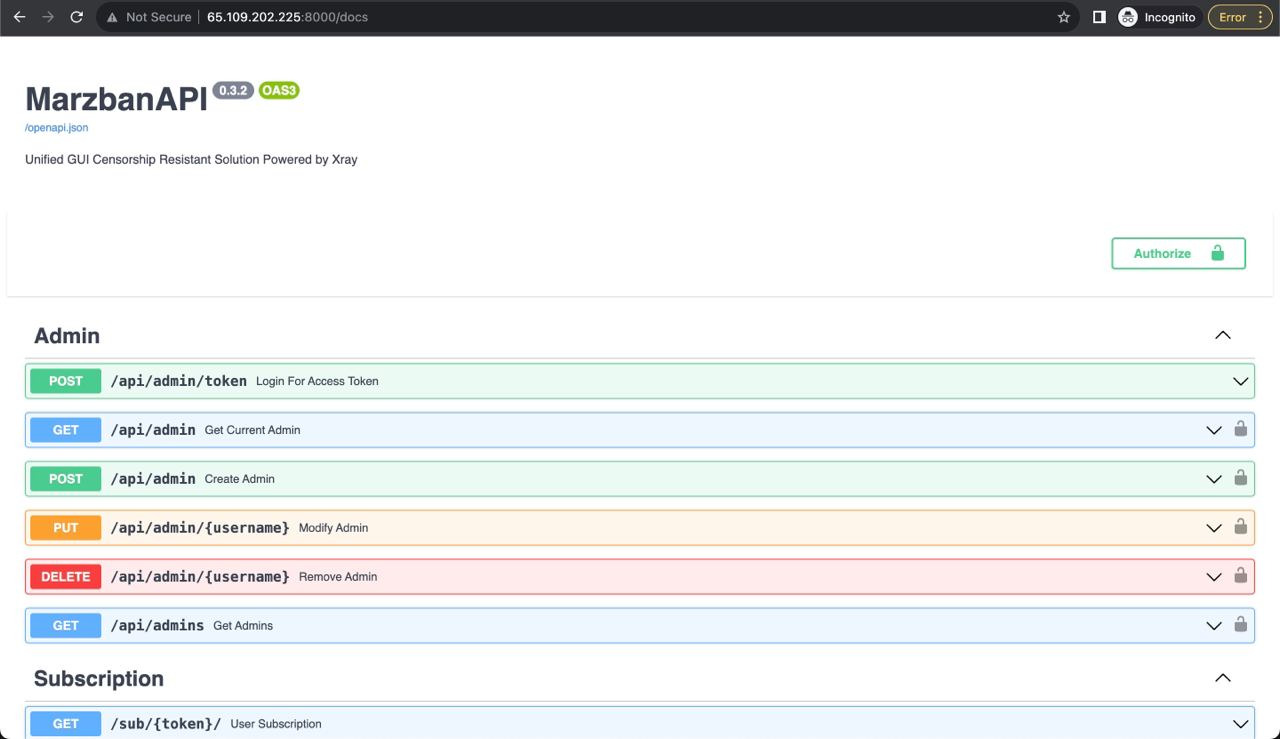 Not Secure 65.109.202.225:8000/docs Incognito Error
MarzbanAPI 0.3.2 OAS3
/openapi.json
Unified GUI Censorship Resistant Solution Powered by Xray
Authorize
Admin
POST /api/admin/token Login For Access Token
GET /api/admin Get Current Admin
POST /api/admin Create Admin
PUT /api/admin/{username} Modify Admin
DELETE /api/admin/{username} Remove Admin
GET /api/admins Get Admins
Subscription
GET /sub/{token}/ User Subscription